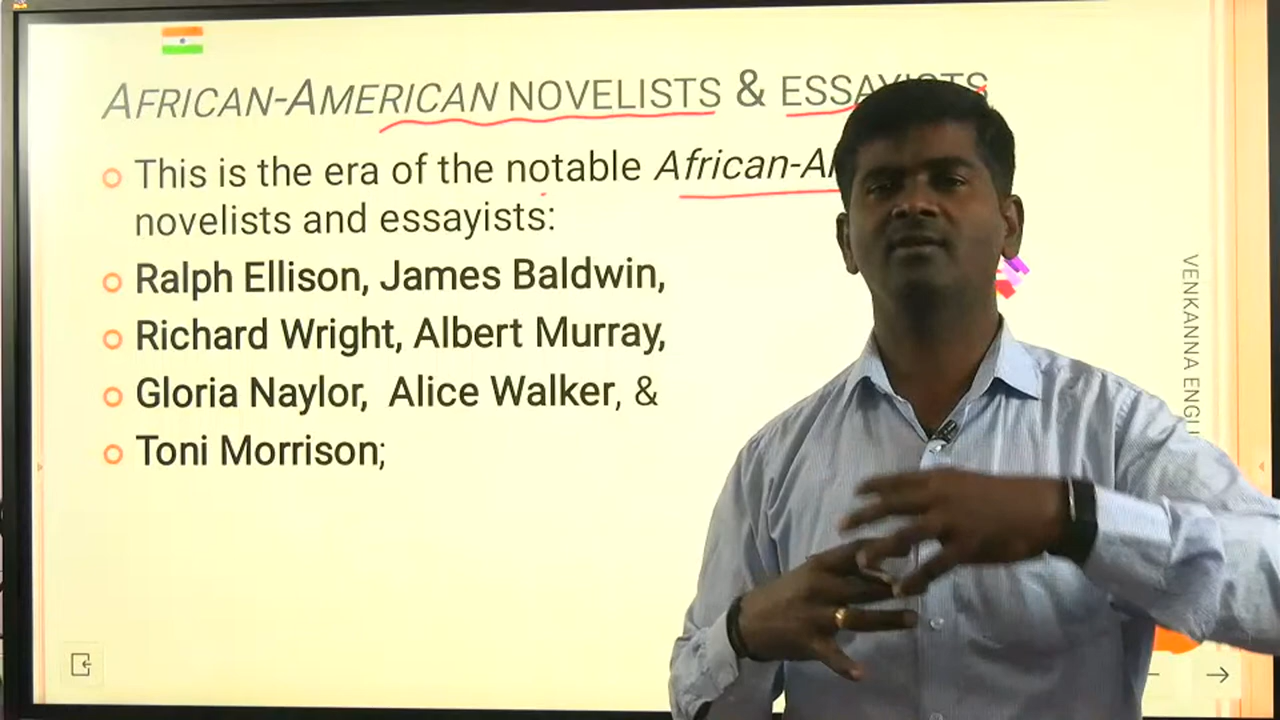 AFRICAN-AMERICAN NOVELISTS & ESSAYISTS
This is the era of the notable African-A
novelists and essayists:
Ralph Ellison, James Baldwin,
Richard Wright, Albert Murray,
Gloria Naylor, Alice Walker, &
Toni Morrison;
VENKANNA ENGLI